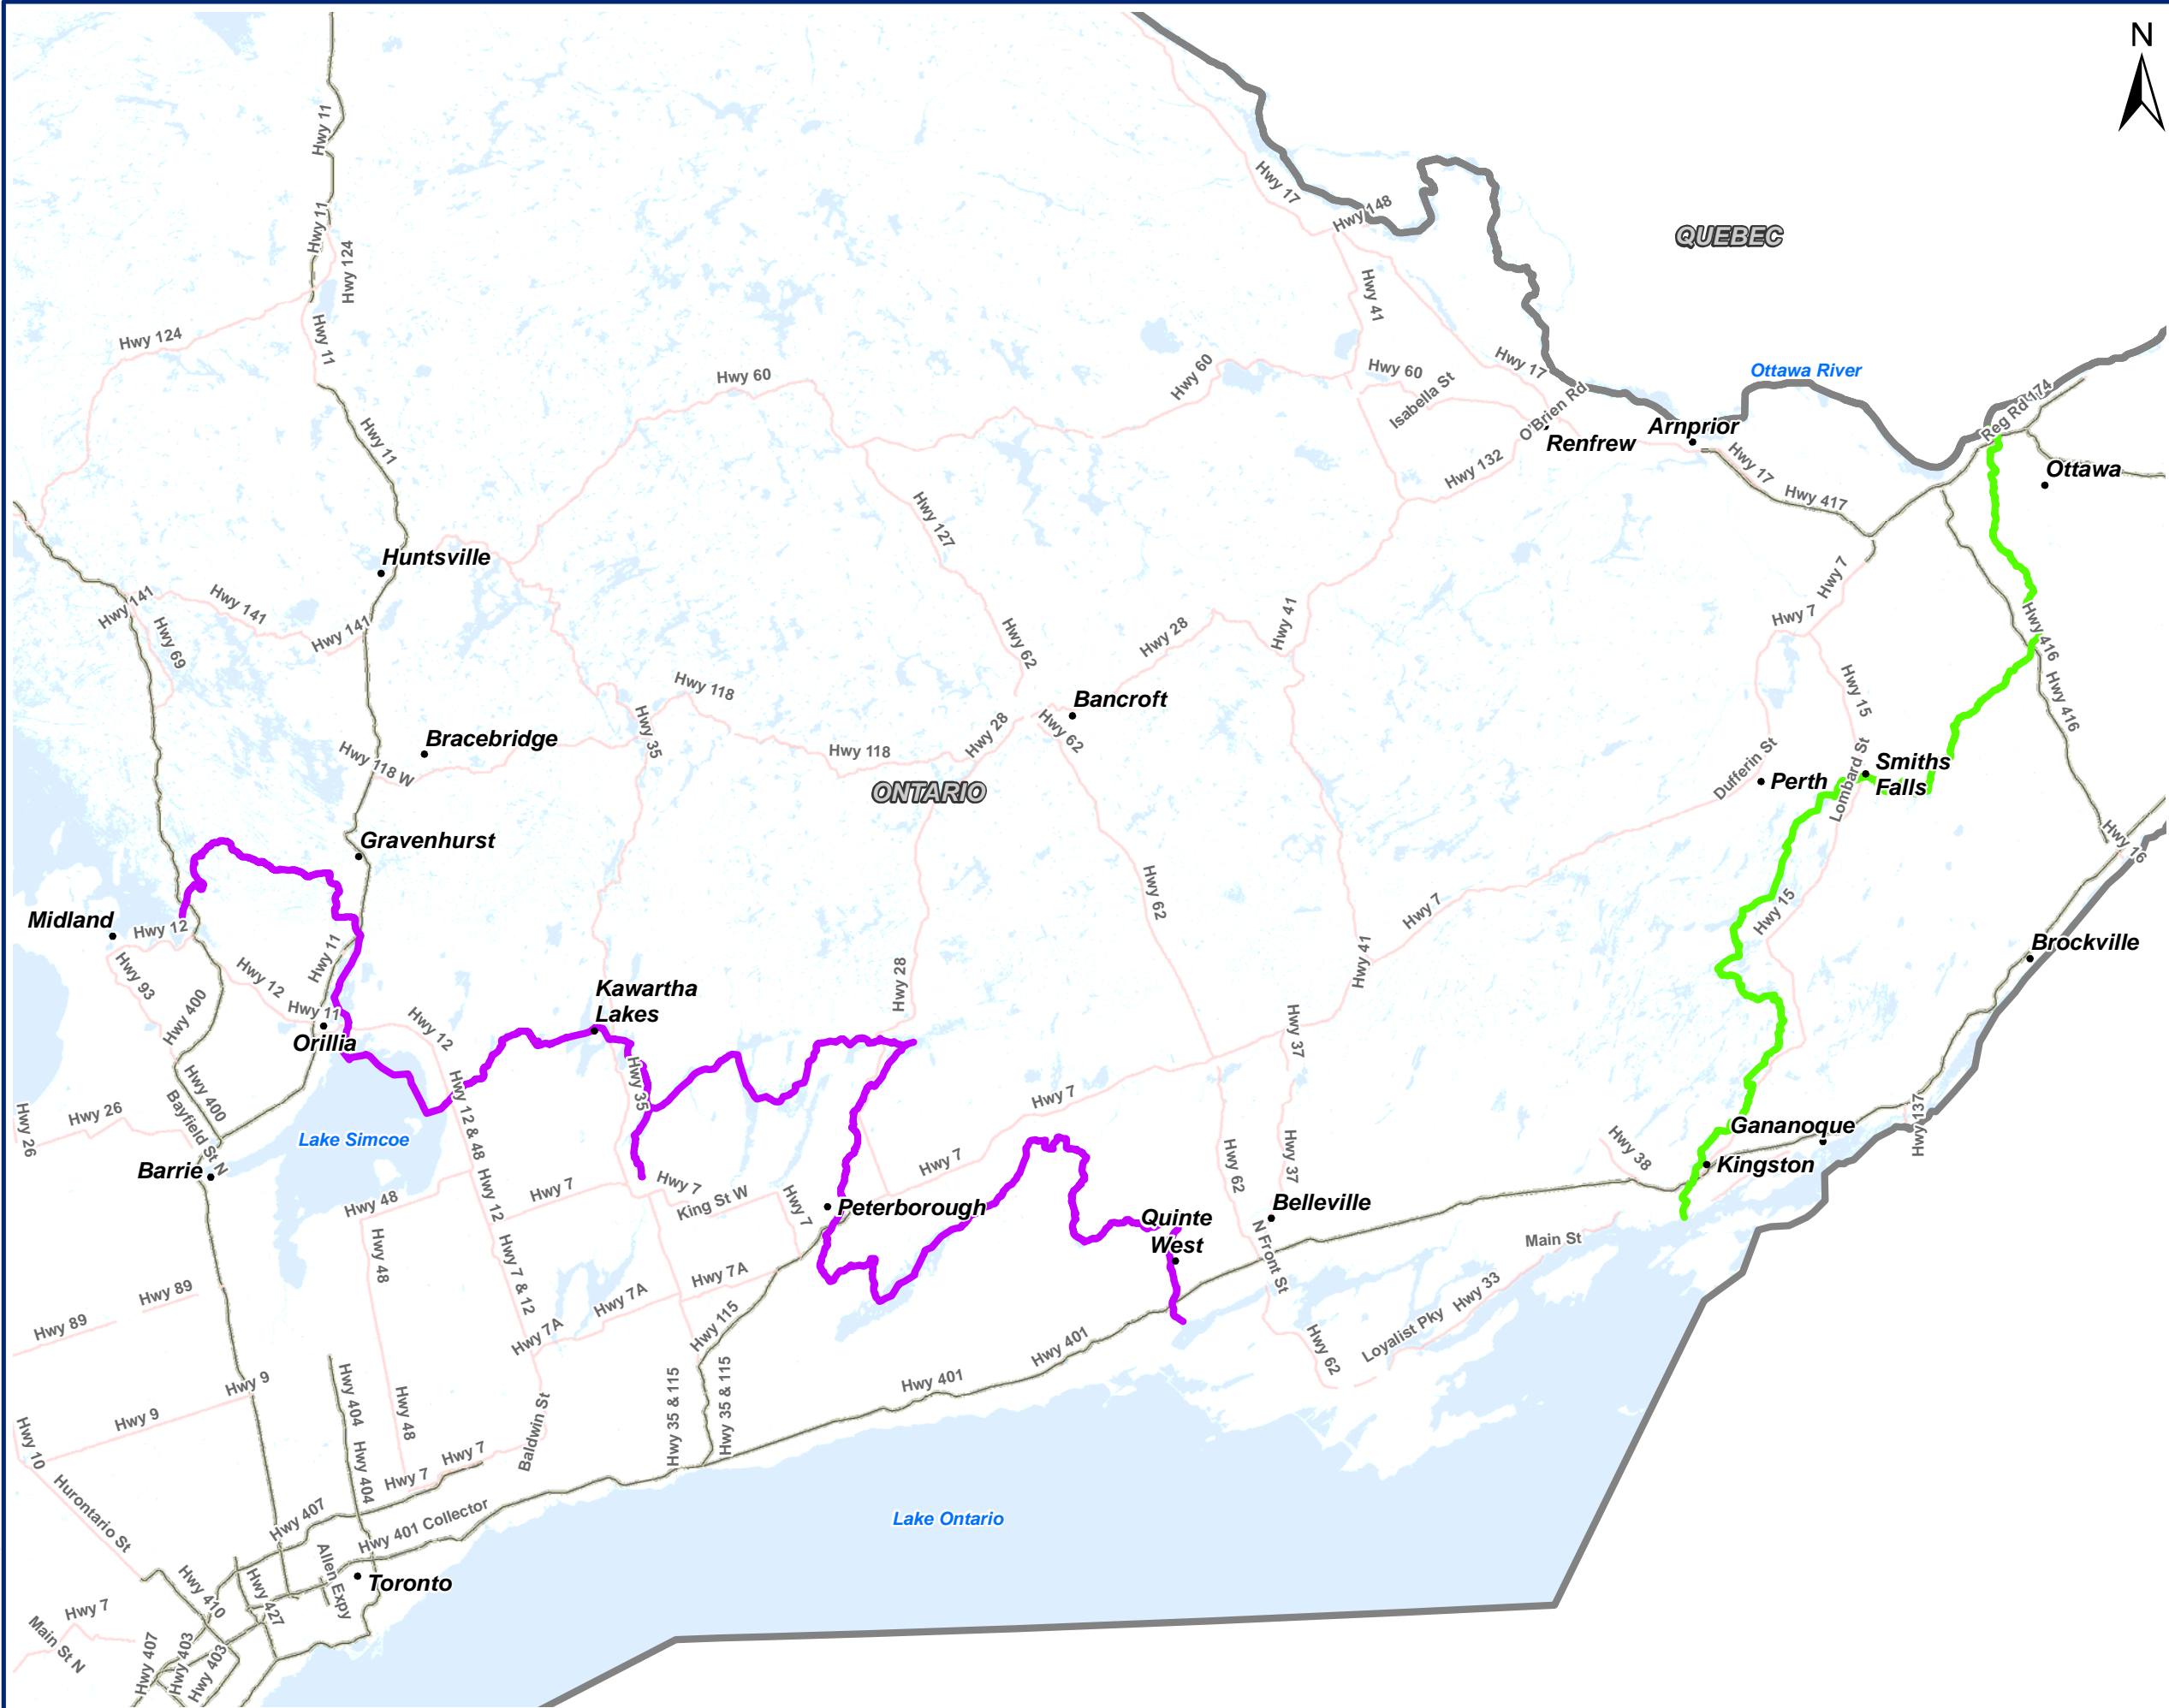 N
Hwy 11
Hwy 17
Hwy 148
Hwy 11
QUEBEC
Hwy 124
Hwy 41
Hwy 124
Hwy 11
Hwy 17
Ottawa River
Hwy 60
Hwy 60
Hwy 60
Isabella St
O'Brien Rd
Reg Rd 174
Hwy 11
Arnprior
Renfrew
Hwy 132
Hwy 17
Ottawa
Hwy 417
Hwy 127
Huntsville
Hwy 7
Hwy 141
Hwy 141
Hwy 141
Hwy 69
Hwy 62
Hwy 28
Hwy 41
Hwy 7
Hwy 416
Hwy 118
Hwy 15
Hwy 416
Bancroft
Hwy 35
Hwy 28
Hwy 62
Bracebridge
Hwy 118
Hwy 118 W
ONTARIO
Dufferin St
Perth
Lombard St
Smiths
Falls
Gravenhurst
Hwy 16
Hwy 62
Hwy 7
Hwy 15
Midland
Hwy 12
Hwy 11
Brockville
Hwy 93
Hwy 12
Hwy 28
Hwy 41
Kawartha
Lakes
Hwy 400
Hwy 11
Orillia
Hwy 12
Hwy 37
Hwy 35
Hwy 400
Hwy 12 & 48
Hwy 7
Hwy 26
Hwy 26
Bayfield St N
Lake Simcoe
Gananoque
Hwy 137
Barrie
Hwy 7
Hwy 62
Hwy 37
Hwy 38
Kingston
Hwy 48
Hwy 12
Hwy 7
Hwy 7
King St W
Hwy 7
Peterborough
Quinte
West
Belleville
N Front St
Main St
Hwy 48
Hwy 7 & 12
Hwy 7A
Hwy 89
Hwy 89
Hwy 7A
Hwy 7A
Hwy 115
Hwy 33
Loyalist Pky
Hwy 62
Hwy 401
Hwy 401
Hwy 9
Hwy 9
Hwy 404
Hwy 48
Hwy 35 & 115
Hwy 35 & 115
Baldwin St
Hwy 10
Hwy 404
Hwy 7
Hwy 7
Hurontario St
Hwy 407
Hwy 401 Collector
Lake Ontario
Allen Expy
Toronto
Hwy 410
Hwy 427
Hwy 7
Main St N
Hwy 407
Hwy 403
Hwy 403